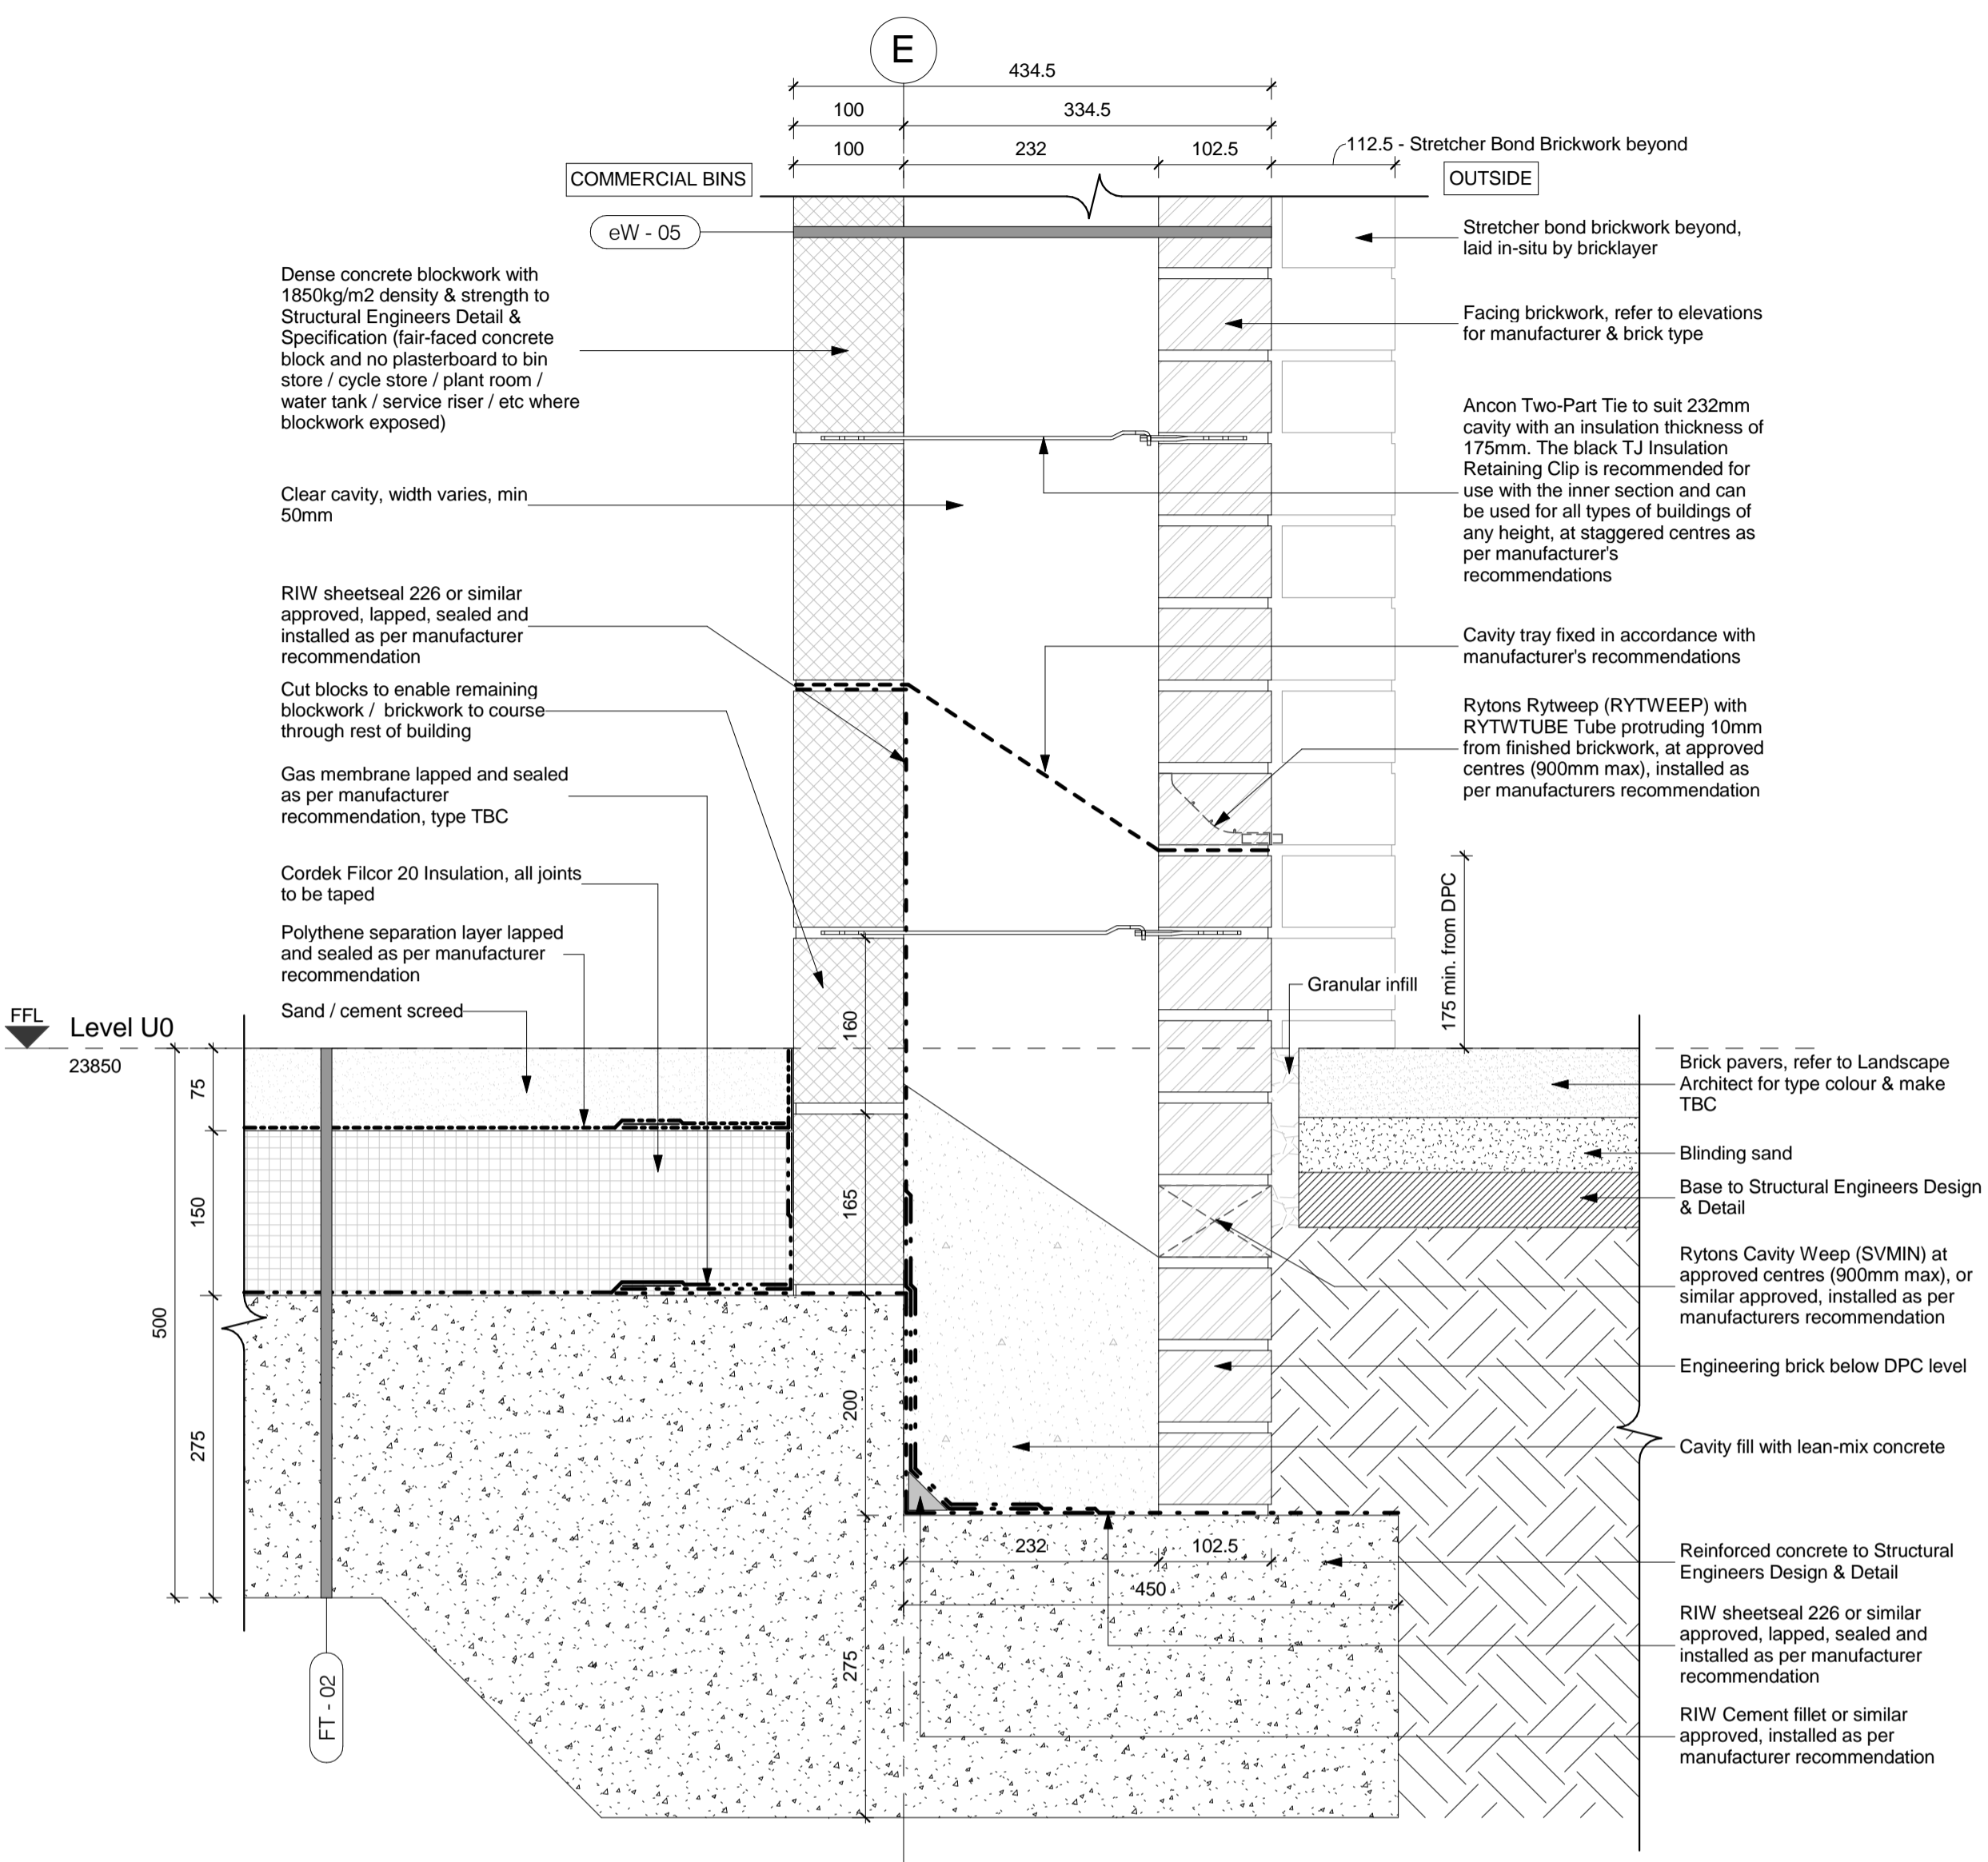 E
434.5
100
334.5
100
232
102.5
112.5 - Stretcher Bond Brickwork beyond
COMMERCIAL BINS
OUTSIDE
eW - 05
Dense concrete blockwork with
1850kg/m2 density & strength to
Structural Engineers Detail &
Specification (fair-faced concrete
block and no plasterboard to bin
store / cycle store / plant room /
water tank / service riser / etc where
blockwork exposed)
Clear cavity, width varies, min
50mm
RIW sheetseal 226 or similar
approved, lapped, sealed and
installed as per manufacturer
recommendation
Cut blocks to enable remaining
blockwork / brickwork to course
through rest of building
Gas membrane lapped and sealed
as per manufacturer
recommendation, type TBC
Cordek Filcor 20 Insulation, all joints
to be taped
Polythene separation layer lapped
and sealed as per manufacturer
recommendation
Sand / cement screed
FFL
Level U0
23850
75
150
500
275
160
165
200
275
FT - 02
232
102.5
450
Stretcher bond brickwork beyond,
laid in-situ by bricklayer
Facing brickwork, refer to elevations
for manufacturer & brick type
Ancon Two-Part Tie to suit 232mm
cavity with an insulation thickness of
175mm. The black TJ Insulation
Retaining Clip is recommended for
use with the inner section and can
be used for all types of buildings of
any height, at staggered centres as
per manufacturer's
recommendations
Cavity tray fixed in accordance with
manufacturer's recommendations
Rytons Rytweep (RYTWEEP) with
RYTWTUBE Tube protruding 10mm
from finished brickwork, at approved
centres (900mm max), installed as
per manufacturers recommendation
175 min. from DPC
Granular infill
Brick pavers, refer to Landscape
Architect for type colour & make
TBC
Blinding sand
Base to Structural Engineers Design
& Detail
Rytons Cavity Weep (SVMIN) at
approved centres (900mm max), or
similar approved, installed as per
manufacturers recommendation
Engineering brick below DPC level
Cavity fill with lean-mix concrete
Reinforced concrete to Structural
Engineers Design & Detail
RIW sheetseal 226 or similar
approved, lapped, sealed and
installed as per manufacturer
recommendation
RIW Cement fillet or similar
approved, installed as per
manufacturer recommendation